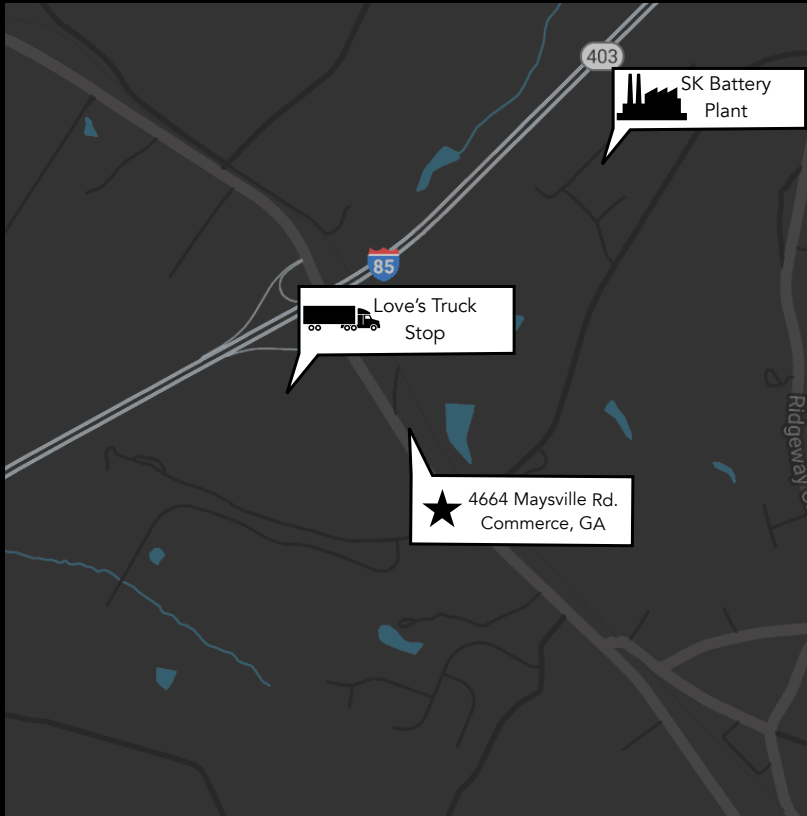 403
SK Battery
Plant
85
Love's Truck
Stop
4664 Maysville Rd.
Commerce, GA
Ridgeway